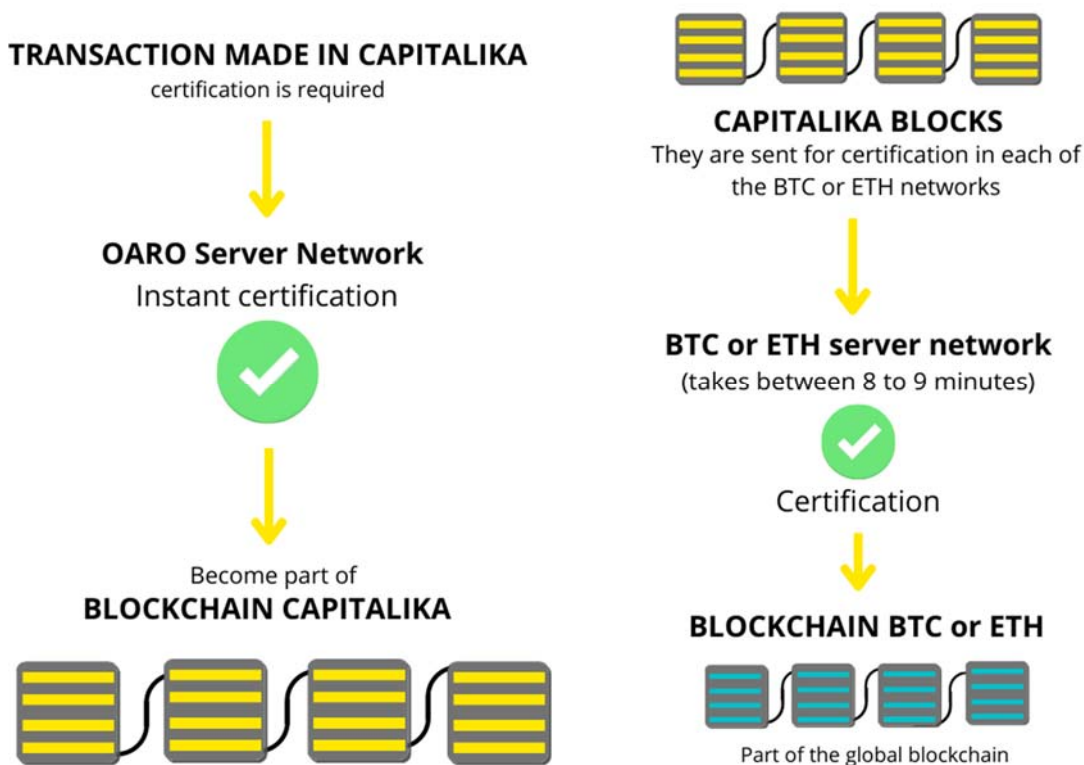 TRANSACTION MADE IN CAPITALIKA
certification is required
OARO Server Network
Instant certification
Become part of
BLOCKCHAIN CAPITALIKA
CAPITALIKA BLOCKS
They are sent for certification in each of
the BTC or ETH networks
BTC or ETH server network
(takes between 8 to 9 minutes)
Certification
BLOCKCHAIN BTC or ETH
Part of the global blockchain